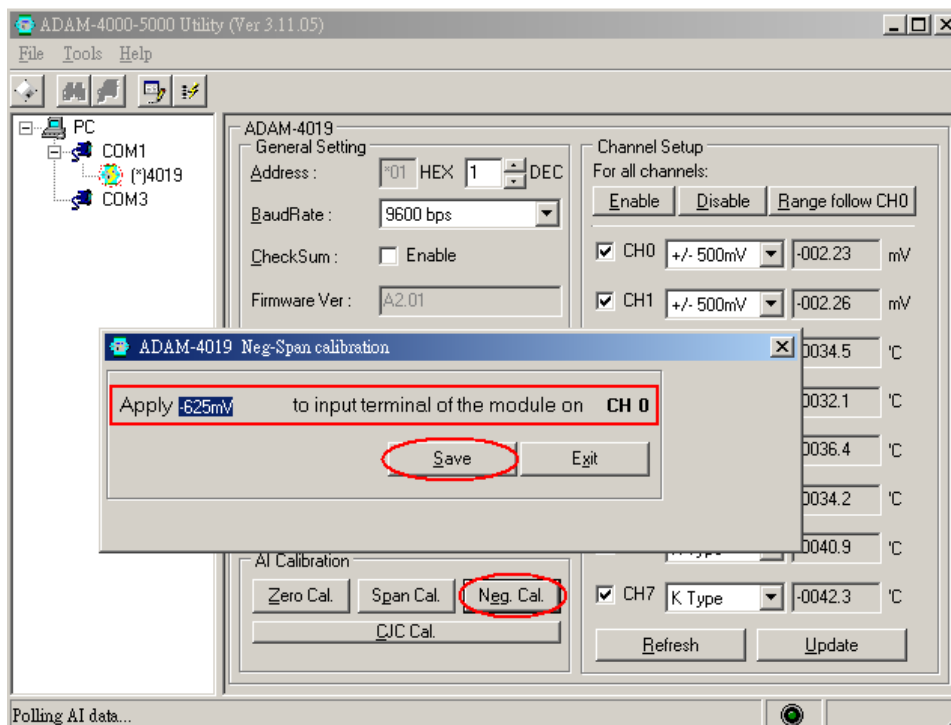 ADAM-4000-5000 Utility (Ver 3.11.05)
File Tools Help
PC
COM1
(*)4019
COM3
ADAM-4019
General Setting
Address : *01 HEX 1 DEC
BaudRate : 9600 bps
CheckSum : Enable
Firmware Ver : A2.01
Channel Setup
For all channels:
Enable Disable Range follow CH0
CH0 +/- 500mV -002.23 mV
CH1 +/- 500mV -002.26 mV
0034.5 'C
0032.1 'C
0036.4 'C
0034.2 'C
0040.9 'C
CH7 K Type -0042.3 'C
Refresh Update
ADAM-4019 Neg-Span calibration
Apply -625mV to input terminal of the module on CH 0
Save Exit
AI Calibration
Zero Cal. Span Cal. Neg. Cal.
CJC Cal.
Polling AI data...